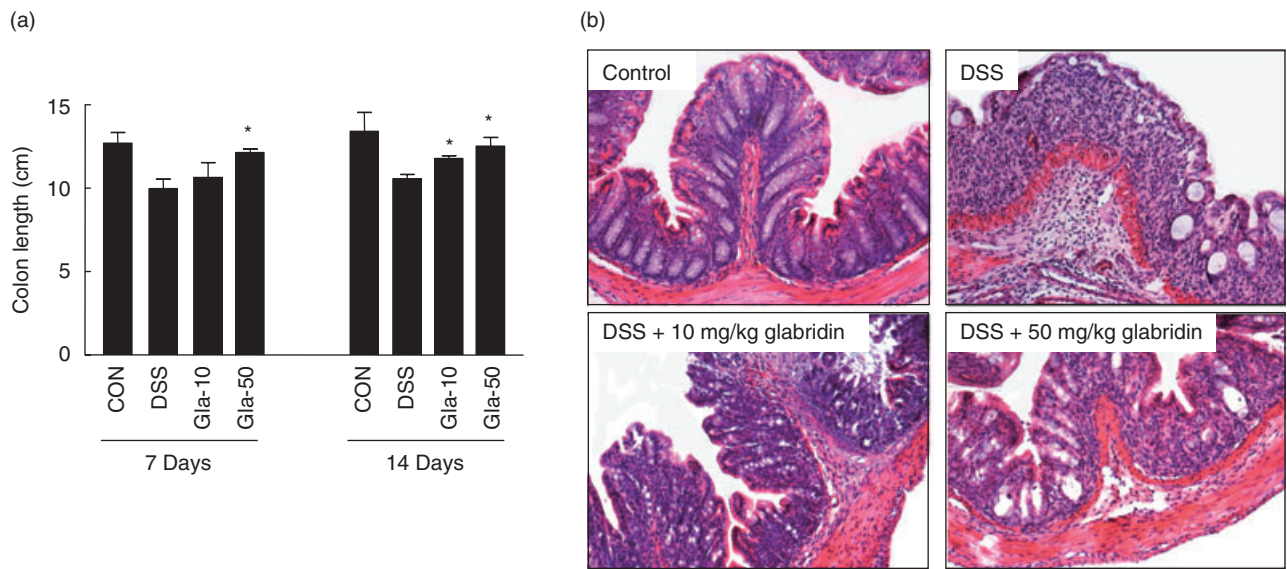 (a)
Colon length (cm)
15
10
5
0
*
*
*
CON
DSS
Gla-10
Gla-50
CON
DSS
Gla-10
Gla-50
7 Days
14 Days
(b)
Control
DSS
DSS + 10 mg/kg glabridin
DSS + 50 mg/kg glabridin